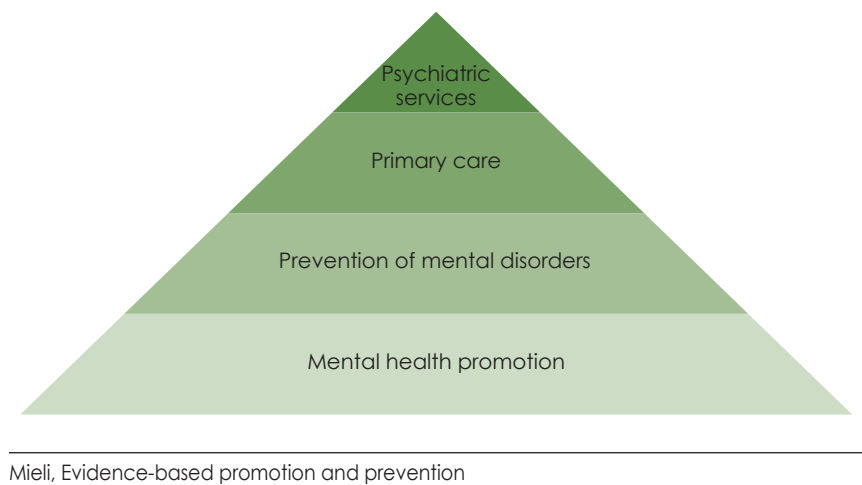 Psychiatric
services
Primary care
Prevention of mental disorders
Mental health promotion
Mieli, Evidence-based promotion and prevention